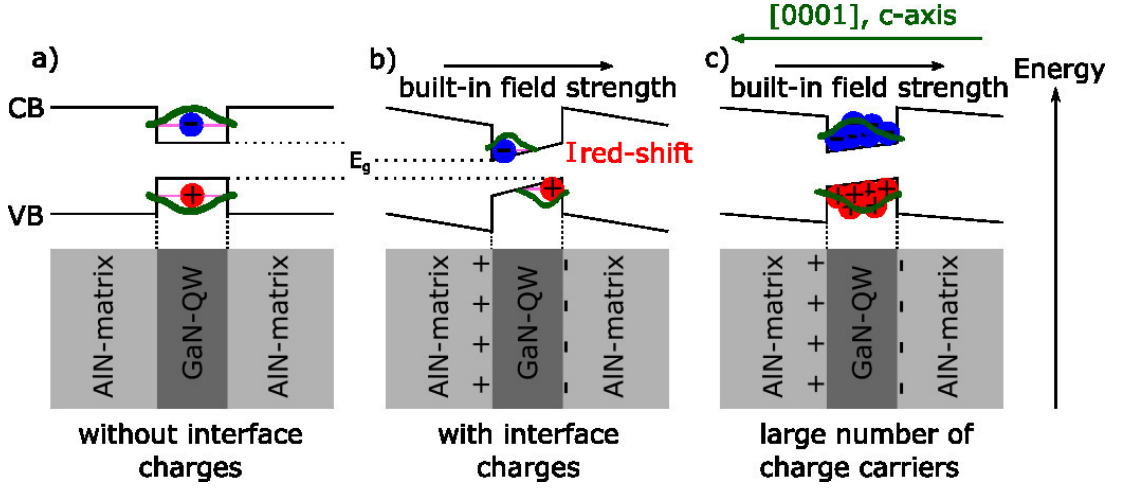 [0001], c-axis
a)
b)
c)
built-in field strength
built-in field strength
Energy
CB
-
-
- - - - -
E_g
I red-shift
+
+
+ + + + + +
VB
AlN-matrix
GaN-QW
AlN-matrix
AlN-matrix
+ + + +
GaN-QW
- - - -
AlN-matrix
AlN-matrix
+ + + +
GaN-QW
- - - -
AlN-matrix
without interface
charges
with interface
charges
large number of
charge carriers